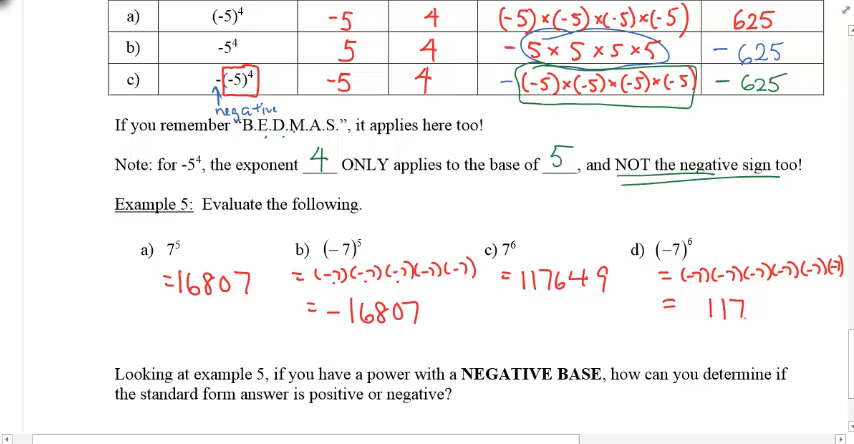 a) (-5)⁴ -5 4 (-5)×(-5)×(-5)×(-5) 625
b) -5⁴ 5 4 - 5 × 5 × 5 × 5 - 625
c) -(-5)⁴ -5 4 -(-5)×(-5)×(-5)×(-5) - 625
negative
If you remember "B.E.D.M.A.S.", it applies here too!
Note: for -5⁴, the exponent 4 ONLY applies to the base of 5, and NOT the negative sign too!
Example 5: Evaluate the following.
a) 7⁵ b) (-7)⁵ c) 7⁶ d) (-7)⁶
=16807 = (-7)(-7)(-7)(-7)(-7) = 117649 = (-7)(-7)(-7)(-7)(-7)(-7)
= -16807 = 117
Looking at example 5, if you have a power with a NEGATIVE BASE, how can you determine if
the standard form answer is positive or negative?